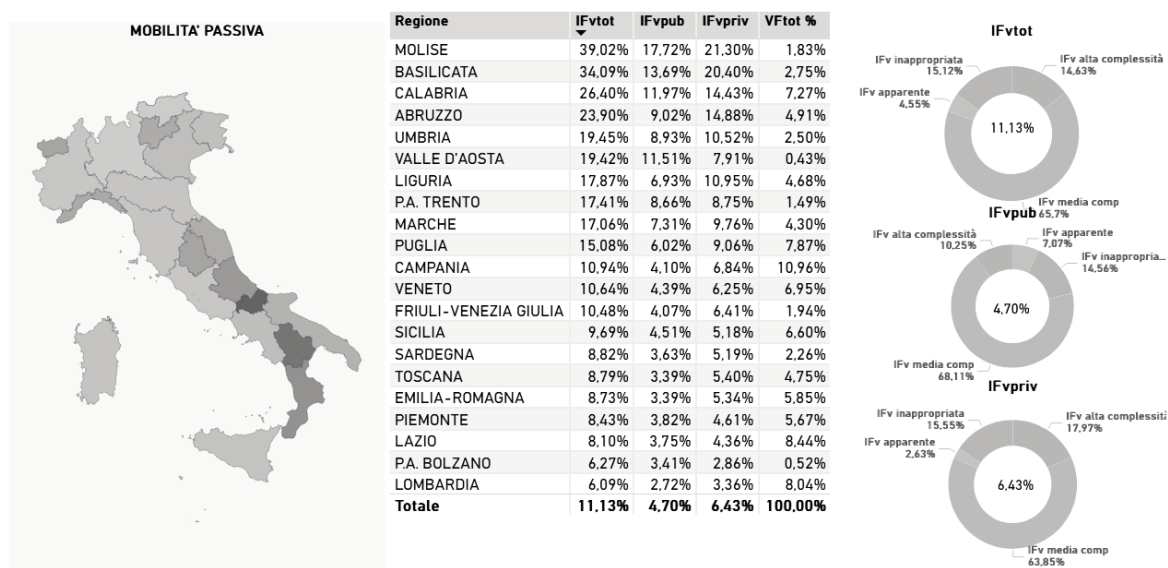 MOBILITA' PASSIVA
Regione IFvtot IFvpub IFvpriv VFtot %
MOLISE 39,02% 17,72% 21,30% 1,83%
BASILICATA 34,09% 13,69% 20,40% 2,75%
CALABRIA 26,40% 11,97% 14,43% 7,27%
ABRUZZO 23,90% 9,02% 14,88% 4,91%
UMBRIA 19,45% 8,93% 10,52% 2,50%
VALLE D'AOSTA 19,42% 11,51% 7,91% 0,43%
LIGURIA 17,87% 6,93% 10,95% 4,68%
P.A. TRENTO 17,41% 8,66% 8,75% 1,49%
MARCHE 17,06% 7,31% 9,76% 4,30%
PUGLIA 15,08% 6,02% 9,06% 7,87%
CAMPANIA 10,94% 4,10% 6,84% 10,96%
VENETO 10,64% 4,39% 6,25% 6,95%
FRIULI-VENEZIA GIULIA 10,48% 4,07% 6,41% 1,94%
SICILIA 9,69% 4,51% 5,18% 6,60%
SARDEGNA 8,82% 3,63% 5,19% 2,26%
TOSCANA 8,79% 3,39% 5,40% 4,75%
EMILIA-ROMAGNA 8,73% 3,39% 5,34% 5,85%
PIEMONTE 8,43% 3,82% 4,61% 5,67%
LAZIO 8,10% 3,75% 4,36% 8,44%
P.A. BOLZANO 6,27% 3,41% 2,86% 0,52%
LOMBARDIA 6,09% 2,72% 3,36% 8,04%
Totale 11,13% 4,70% 6,43% 100,00%
IFvtot
IFv inappropriata
15,12%
IFv alta complessità
14,63%
IFv apparente
4,55%
11,13%
IFv media comp
65,7%
IFvpub
IFv alta complessità
10,25%
IFv apparente
7,07%
IFv inappropria...
14,56%
4,70%
IFv media comp
68,11%
IFvpriv
IFv inappropriata
15,55%
IFv alta complessità
17,97%
IFv apparente
2,63%
6,43%
IFv media comp
63,85%